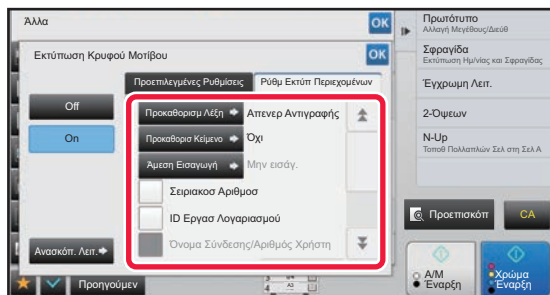 Άλλα
OK
Εκτύπωση Κρυφού Μοτίβου
OK
Προεπιλεγμένες Ρυθμίσεις
Ρύθμ Εκτύπ Περιεχομένων
Off
On
Προκαθορισμ Λέξη
Απενερ Αντιγραφής
Προκαθορισ Κείμενο
Όχι
Άμεση Εισαγωγή
Μην εισάγ.
Σειριακοσ Αριθμοσ
ID Εργασ Λογαριασμού
Όνομα Σύνδεσης/Αριθμός Χρήστη
Ανασκόπ. Λειτ.
Προηγούμεν
Πρωτότυπο
Αλλαγή Μεγέθους/Διεύθ
Σφραγίδα
Εκτύπωση Ημ/νίας και Σφραγίδας
Έγχρωμη Λειτ.
2-Όψεων
N-Up
Τοποθ Πολλαπλών Σελ στη Σελ Α
Προεπισκόπ
CA
Α/Μ
Έναρξη
Χρώμα
Έναρξη